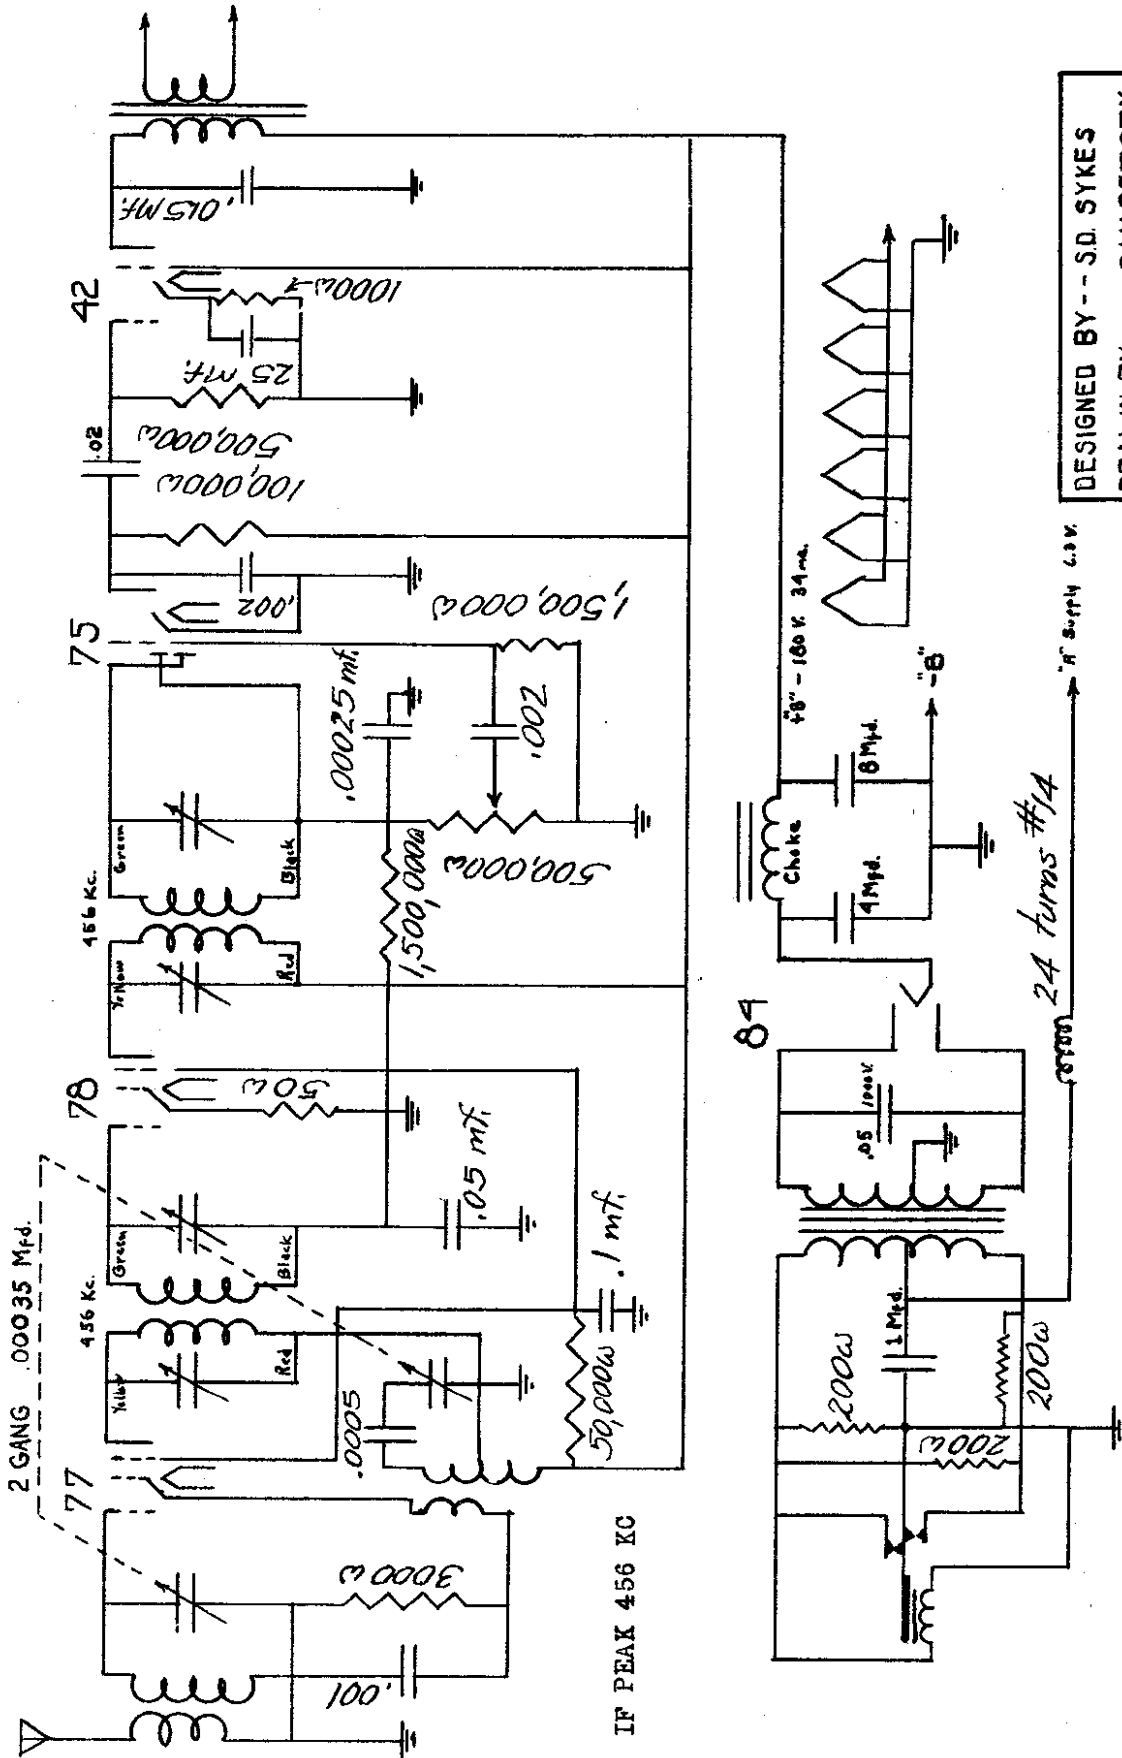 2 GANG .00035 Mfd.
77
456 Kc.
78
456 Kc.
75
.02
42
Yellow
Green
Yellow
Green
Red
Black
Red
Black
.001
3000ω
.0005
50,000ω
.1 mf.
.05 mf.
50ω
1,500,000ω
.00025 mf.
500,000ω
.002
1,500,000ω
.002
100,000ω
500,000ω
25 mf.
1000ω
.015 Mf.
IF PEAK 456 KC
200ω
200ω
200ω
1 Mfd.
.05 1000V.
84
Choke
4 Mfd.
8 Mfd.
"+B" - 180 V. 34 ma.
"-B"
24 turns #14
"A" Supply 6.3 V.
DESIGNED BY -- S.D. SYKES